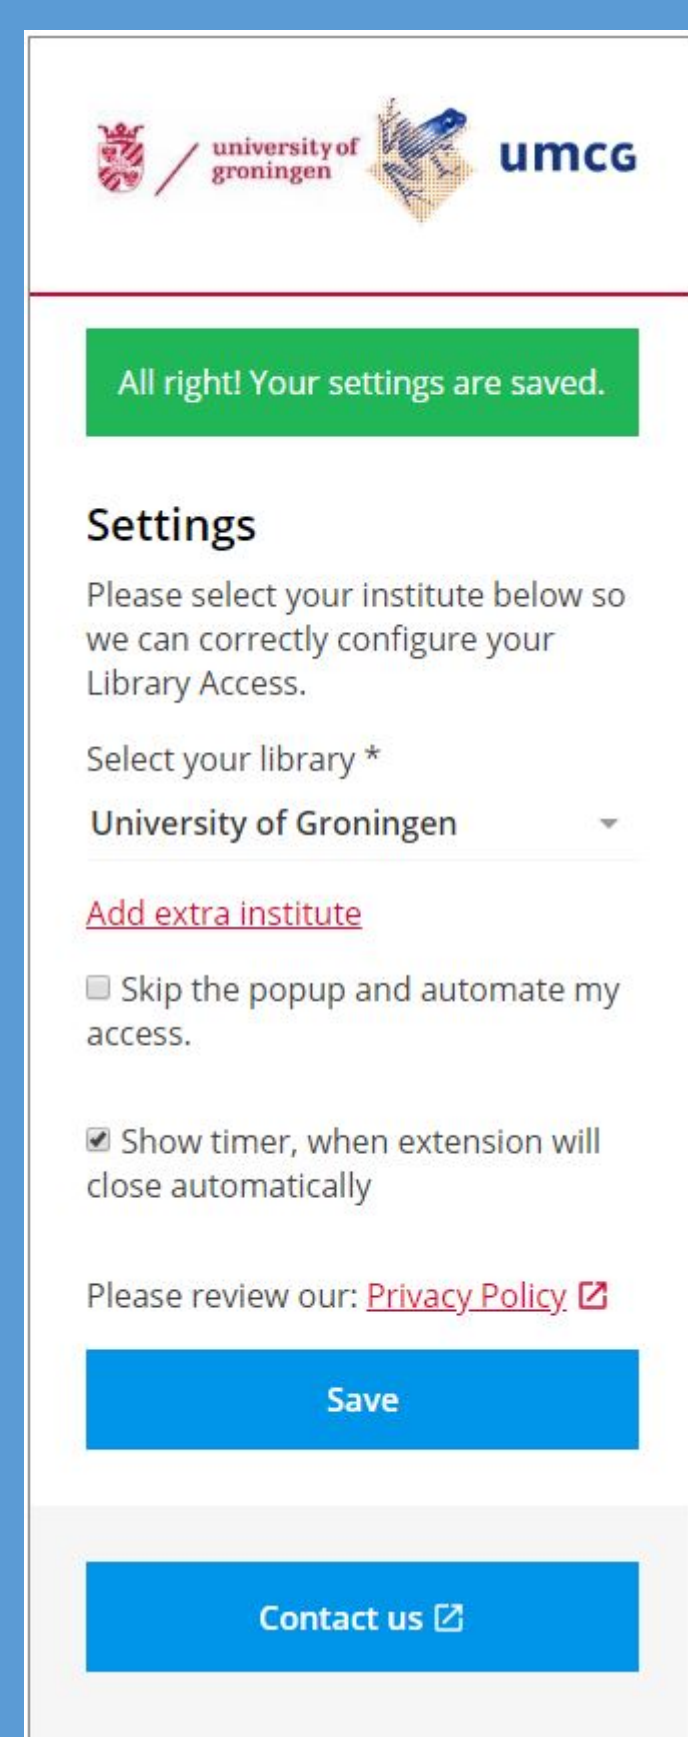 university of
groningen
umcg
All right! Your settings are saved.
Settings
Please select your institute below so
we can correctly configure your
Library Access.
Select your library *
University of Groningen
Add extra institute
Skip the popup and automate my
access.
Show timer, when extension will
close automatically
Please review our: Privacy Policy
Save
Contact us